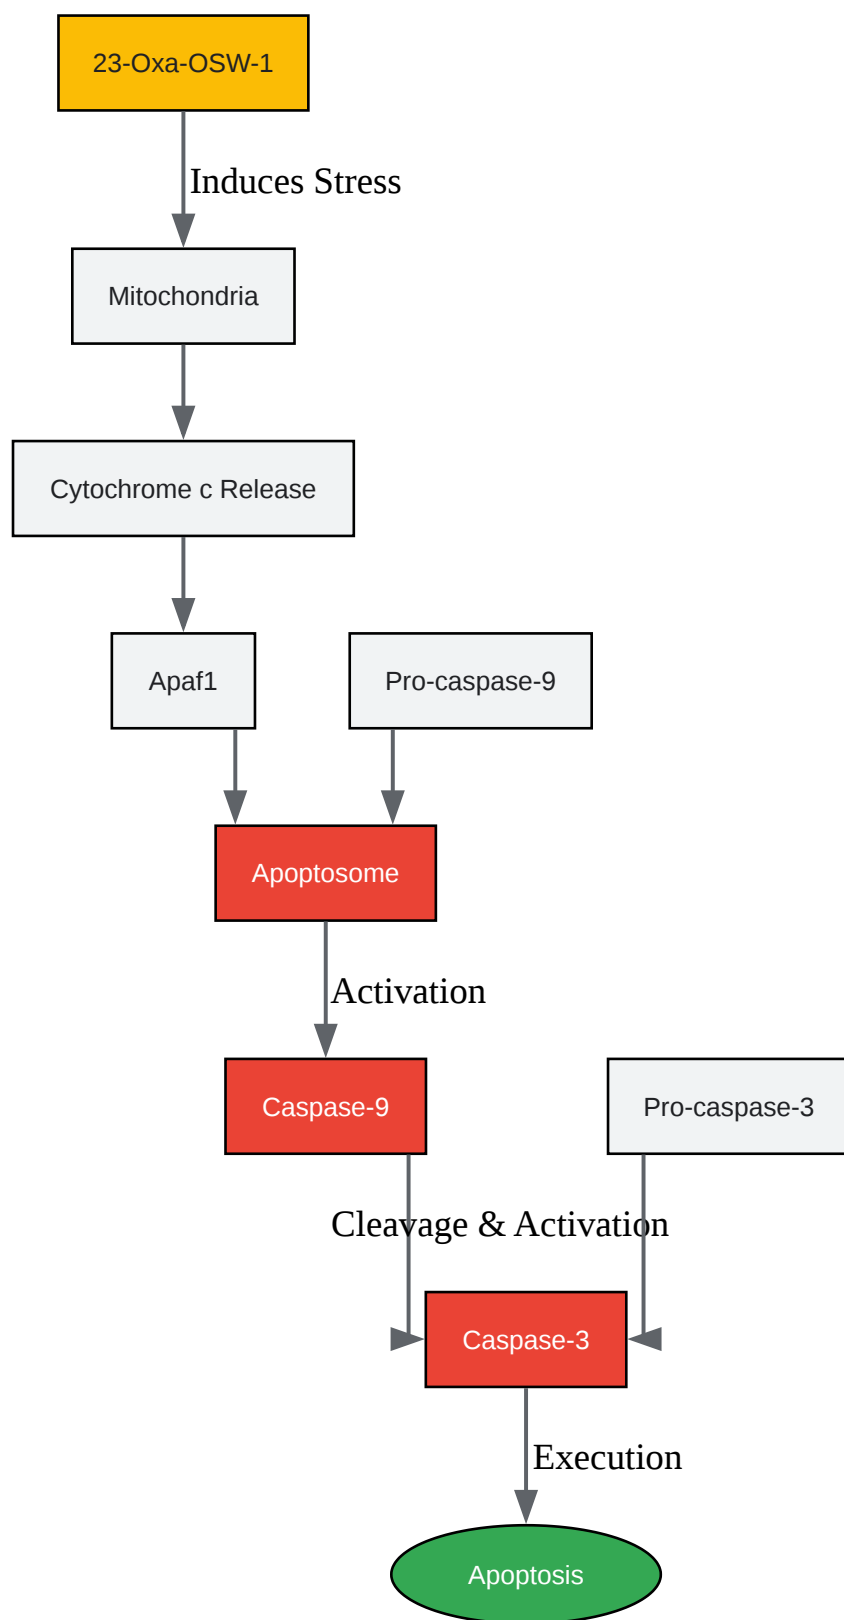 23-Oxa-OSW-1
Induces Stress
Mitochondria
Cytochrome c Release
Apaf1
Pro-caspase-9
Apoptosome
Activation
Caspase-9
Pro-caspase-3
Cleavage & Activation
Caspase-3
Execution
Apoptosis